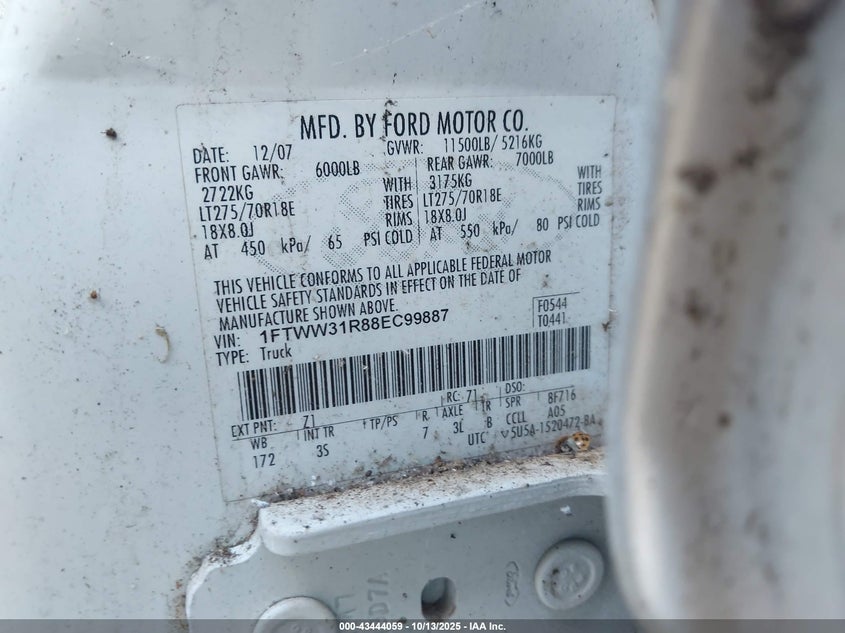 MFD. BY FORD MOTOR CO.
DATE: 12/07 GVWR: 11500LB/ 5216KG
FRONT GAWR: 6000LB REAR GAWR: 7000LB
2722KG WITH 3175KG WITH
LT275/70R18E TIRES LT275/70R18E TIRES
18X8.0J RIMS 18X8.0J RIMS
AT 450 kPa/ 65 PSI COLD AT 550 kPa/ 80 PSI COLD
THIS VEHICLE CONFORMS TO ALL APPLICABLE FEDERAL MOTOR
VEHICLE SAFETY STANDARDS IN EFFECT ON THE DATE OF
MANUFACTURE SHOWN ABOVE.
VIN: 1FTWW31R88EC99887 F0544
TYPE: Truck T0441
EXT PNT: Z1 RC: 71 DSO:
WB INT TR TP/PS R AXLE TR SPR 8F716
172 3S 7 3L B CCLL A05
UTC 5U5A-1520472-BA
Ford
000-43444059 - 10/13/2025 - IAA Inc.